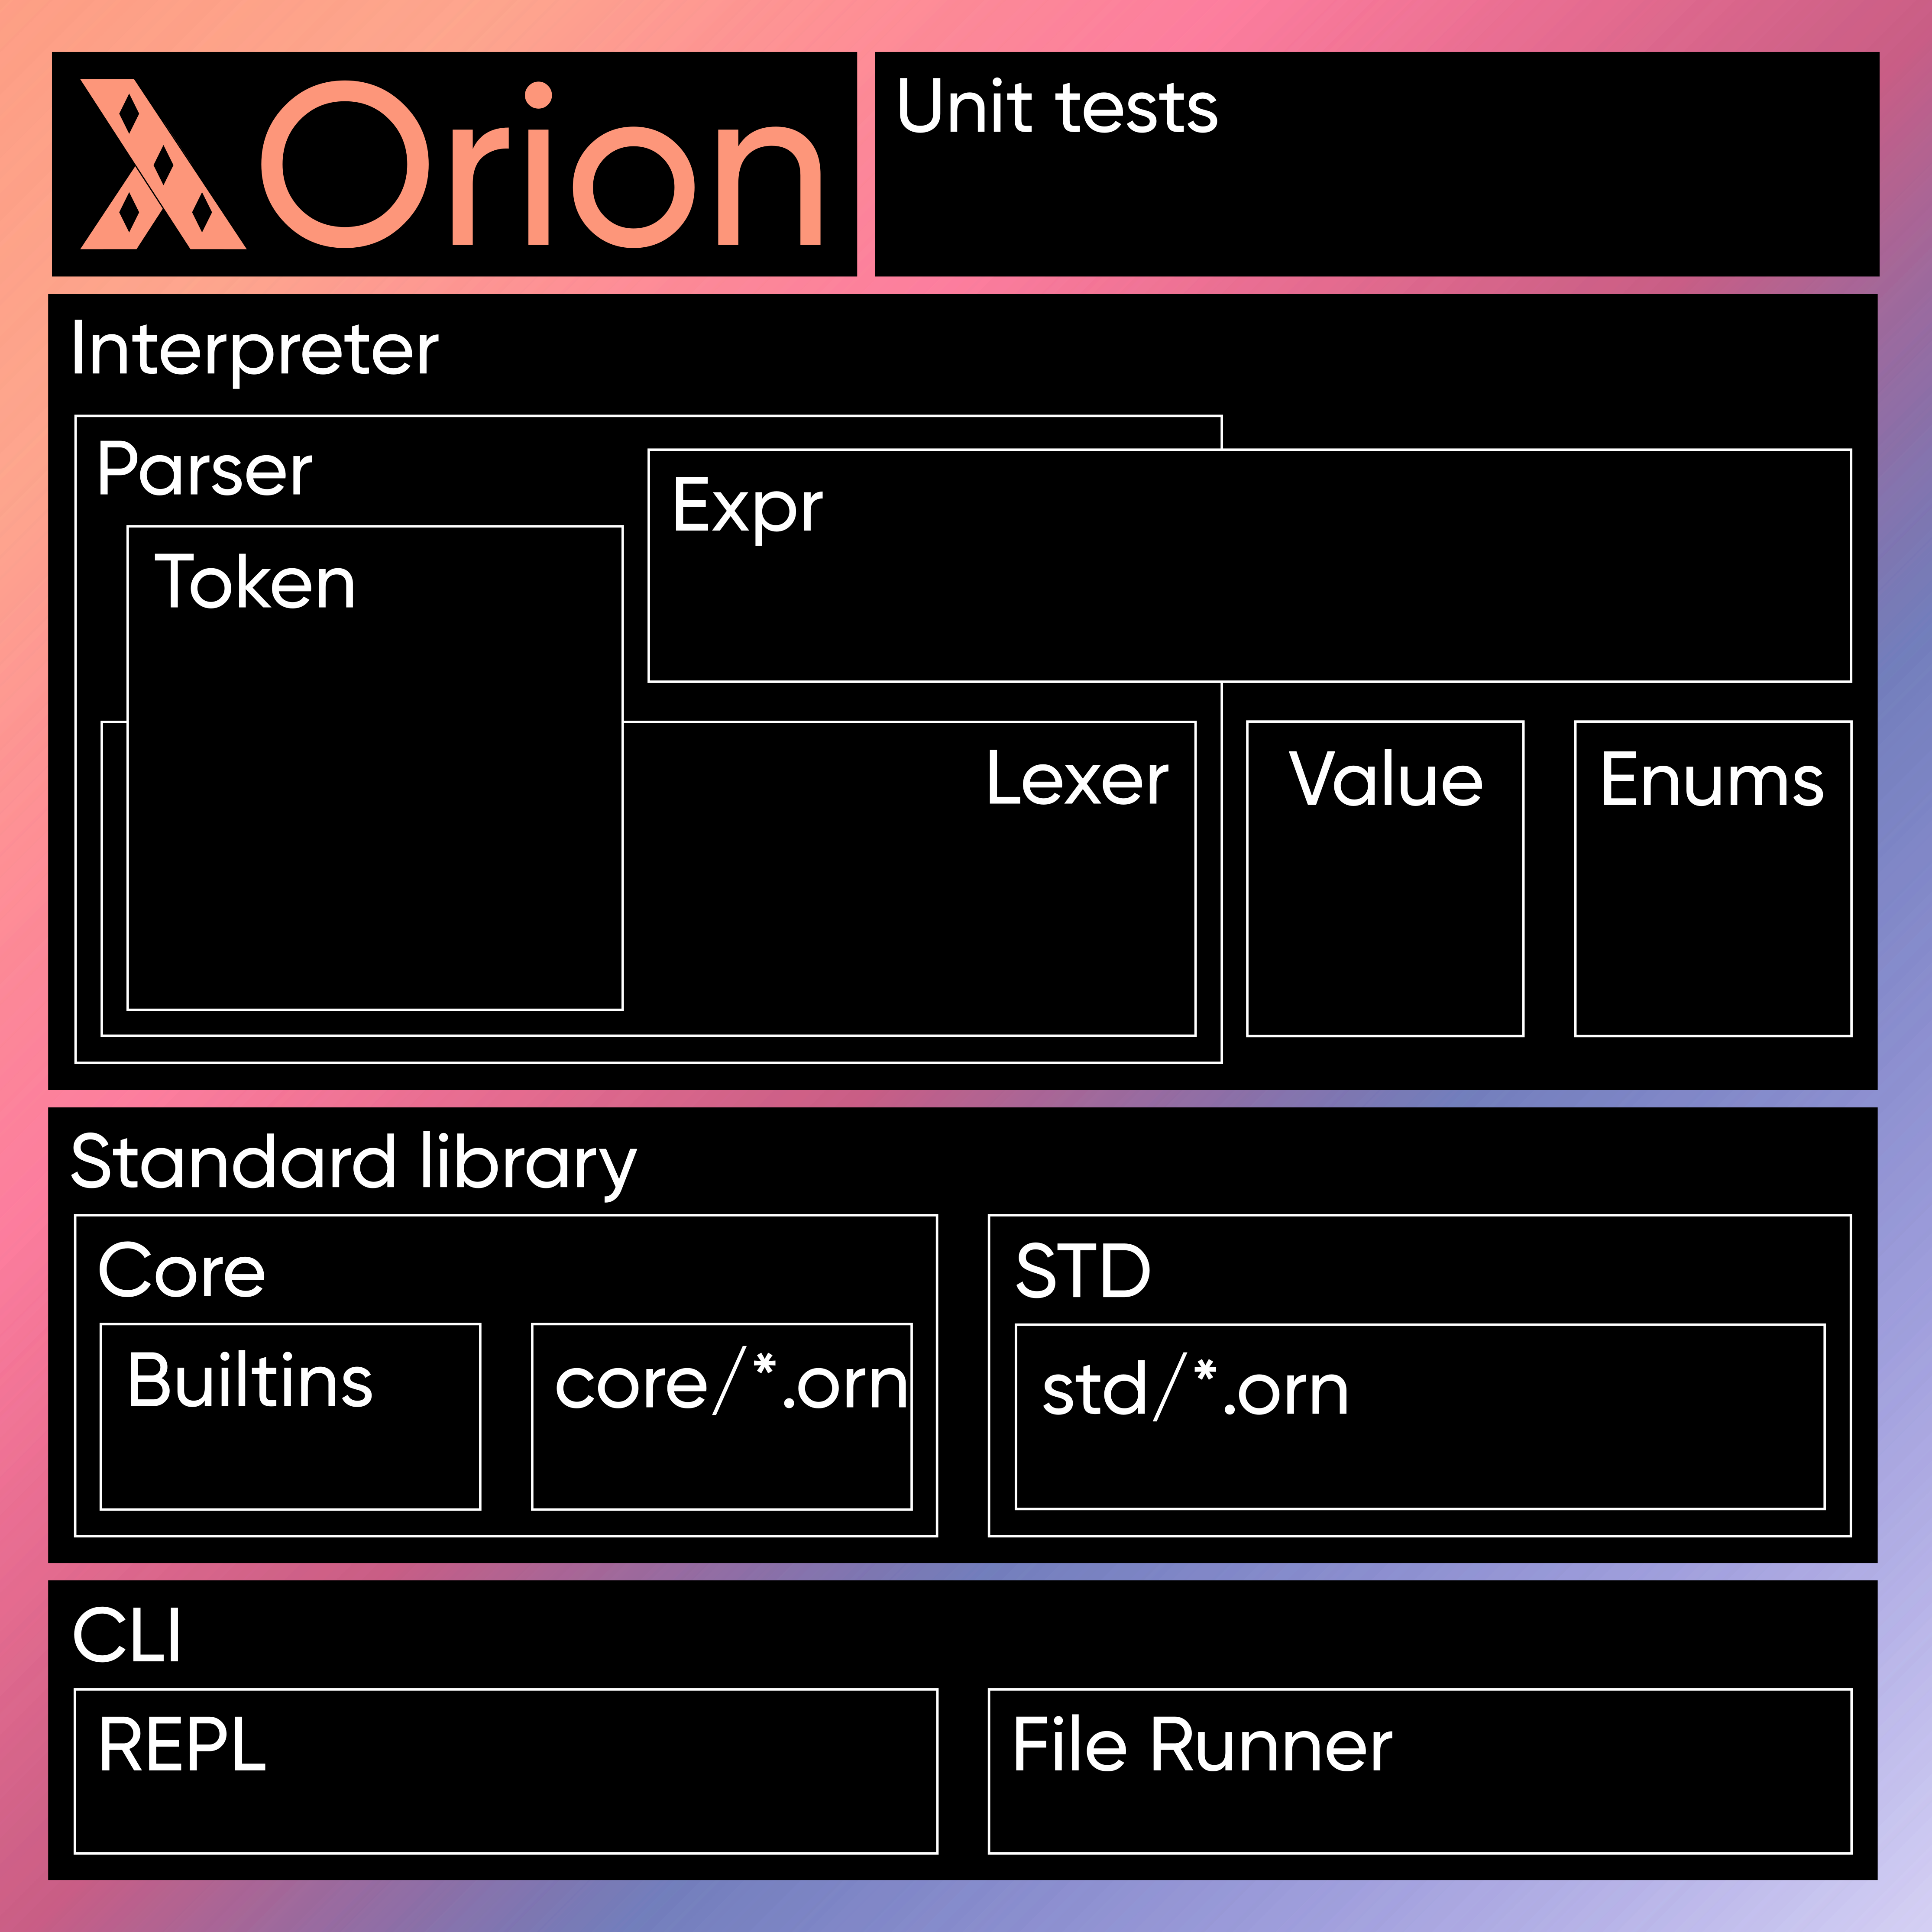 Orion
Unit tests
Interpreter
Parser
Expr
Token
Lexer
Value
Enums
Standard library
Core
STD
Builtins
core/*.orn
std/*.orn
CLI
REPL
File Runner